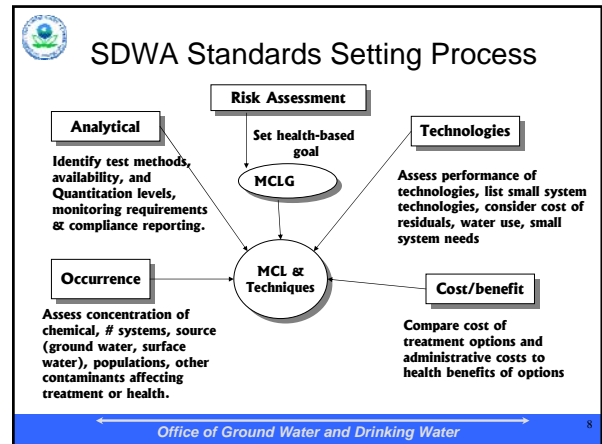 SDWA Standards Setting Process
Risk Assessment
Set health-based
goal
MCLG
Analytical
Identify test methods,
availability, and
Quantitation levels,
monitoring requirements
& compliance reporting.
Technologies
Assess performance of
technologies, list small system
technologies, consider cost of
residuals, water use, small
system needs
Occurrence
Assess concentration of
chemical, # systems, source
(ground water, surface
water), populations, other
contaminants affecting
treatment or health.
MCL &
Techniques
Cost/benefit
Compare cost of
treatment options and
administrative costs to
health benefits of options
Office of Ground Water and Drinking Water
8